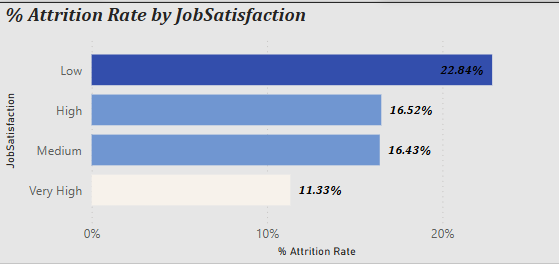 % Attrition Rate by JobSatisfaction
JobSatisfaction
Low 22.84%
High 16.52%
Medium 16.43%
Very High 11.33%
0% 10% 20%
% Attrition Rate